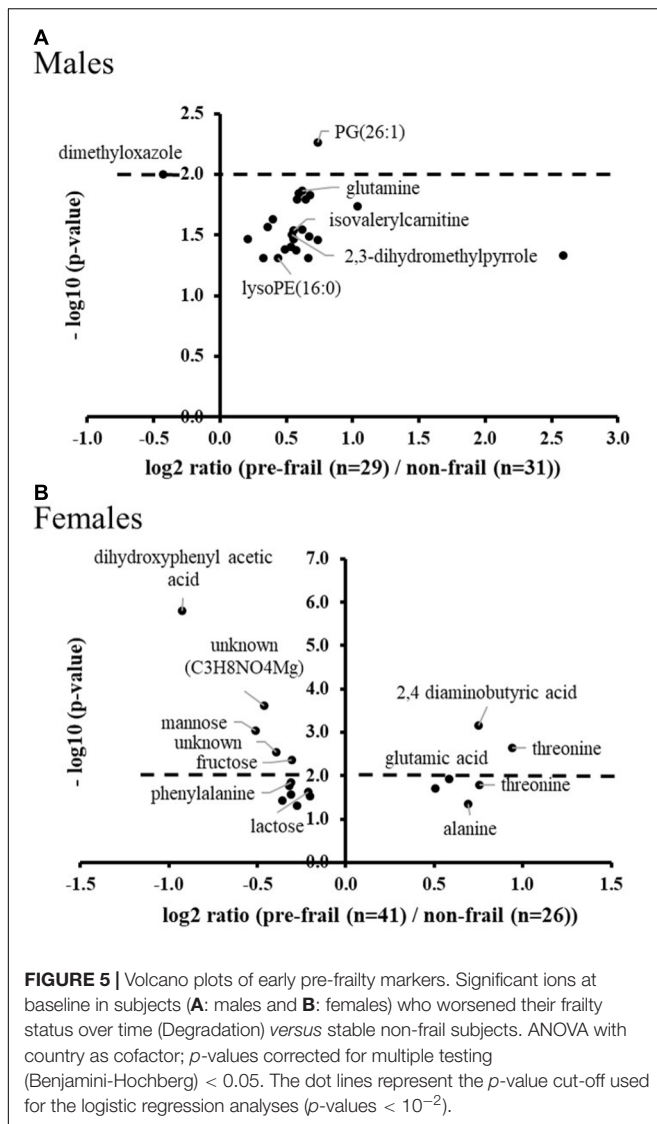 A
Males
2.5
PG(26:1)
dimethyloxazole
2.0
glutamine
1.5
isovalerylcarnitine
2,3-dihydromethylpyrrole
lysoPE(16:0)
1.0
0.5
0.0
- log10 (p-value)
-1.0 -0.5 0.0 0.5 1.0 1.5 2.0 2.5 3.0
log2 ratio (pre-frail (n=29) / non-frail (n=31))
B
Females
dihydroxyphenyl acetic
acid
7.0
6.0
5.0
unknown
(C3H8NO4Mg)
4.0
2,4 diaminobutyric acid
mannose
3.0
unknown
fructose
glutamic acid
threonine
2.0
phenylalanine
threonine
lactose
1.0
alanine
0.0
- log10 (p-value)
-1.5 -1.0 -0.5 0.0 0.5 1.0 1.5
log2 ratio (pre-frail (n=41) / non-frail (n=26))
FIGURE 5 | Volcano plots of early pre-frailty markers. Significant ions at
baseline in subjects (A: males and B: females) who worsened their frailty
status over time (Degradation) versus stable non-frail subjects. ANOVA with
country as cofactor; p-values corrected for multiple testing
(Benjamini-Hochberg) < 0.05. The dot lines represent the p-value cut-off used
for the logistic regression analyses (p-values < 10−2).